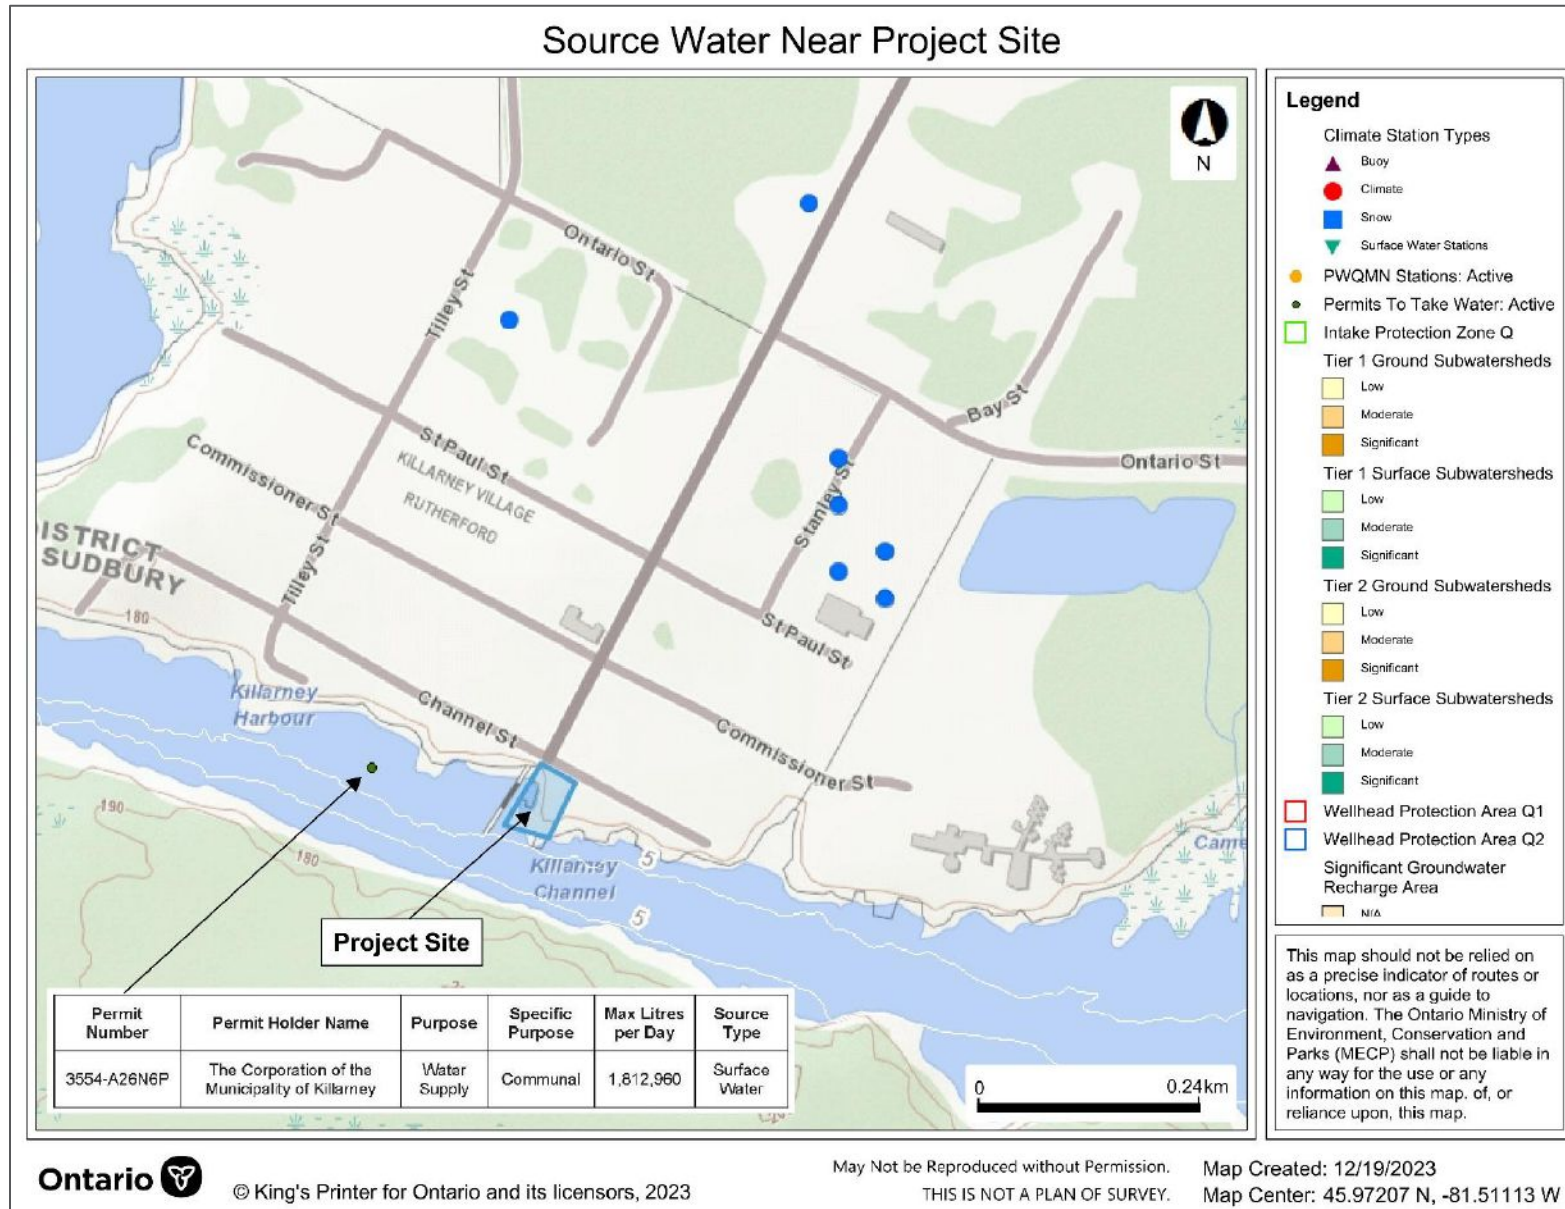 Source Water Near Project Site
N
Ontario St
Tilley St
Bay St
St Paul St
KILLARNEY VILLAGE
RUTHERFORD
Ontario St
Commissioner St
Stanley St
DISTRICT
SUDBURY
Tilley St
180
St Paul St
Killarney
Harbour
Channel St
Commissioner St
190
180
5
Killarney
Channel
5
Came
Project Site
Permit
Number
Permit Holder Name
Purpose
Specific
Purpose
Max Litres
per Day
Source
Type
3554-A26N6P
The Corporation of the
Municipality of Killarney
Water
Supply
Communal
1,812,960
Surface
Water
0 0.24km
Legend
Climate Station Types
Buoy
Climate
Snow
Surface Water Stations
PWQMN Stations: Active
Permits To Take Water: Active
Intake Protection Zone Q
Tier 1 Ground Subwatersheds
Low
Moderate
Significant
Tier 1 Surface Subwatersheds
Low
Moderate
Significant
Tier 2 Ground Subwatersheds
Low
Moderate
Significant
Tier 2 Surface Subwatersheds
Low
Moderate
Significant
Wellhead Protection Area Q1
Wellhead Protection Area Q2
Significant Groundwater
Recharge Area
N/A
This map should not be relied on
as a precise indicator of routes or
locations, nor as a guide to
navigation. The Ontario Ministry of
Environment, Conservation and
Parks (MECP) shall not be liable in
any way for the use or any
information on this map. of, or
reliance upon, this map.
Ontario
© King's Printer for Ontario and its licensors, 2023
May Not be Reproduced without Permission.
THIS IS NOT A PLAN OF SURVEY.
Map Created: 12/19/2023
Map Center: 45.97207 N, -81.51113 W